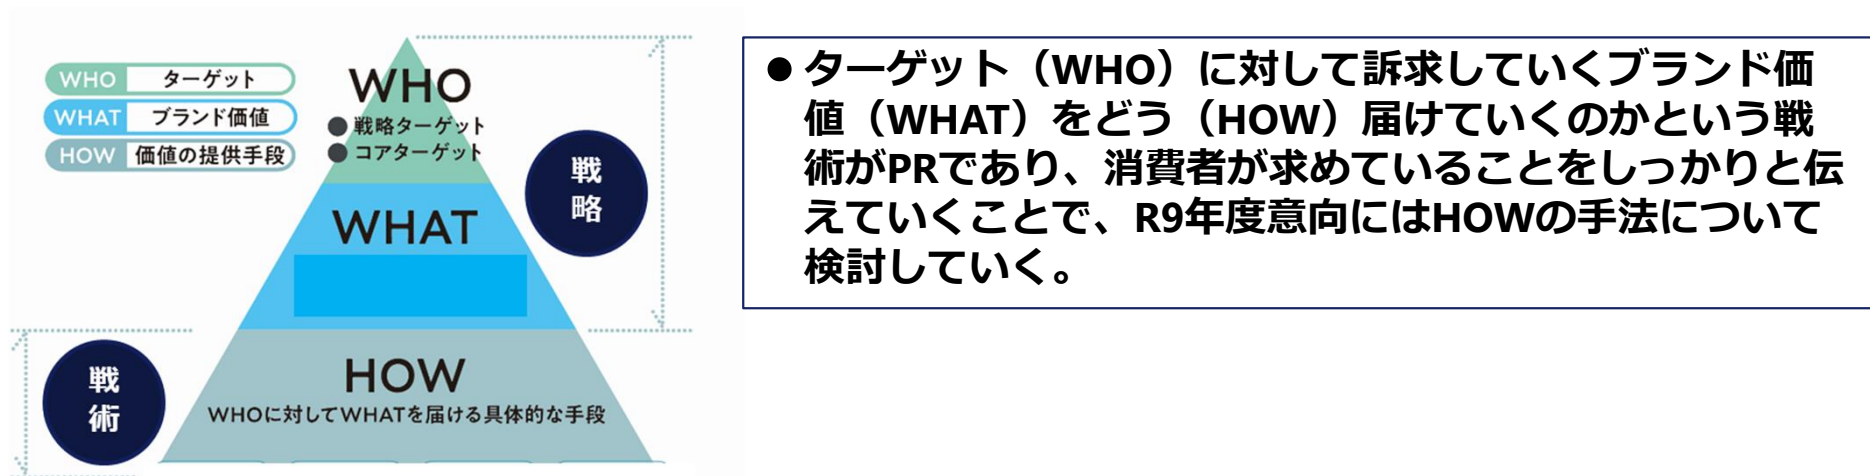 WHO ターゲット
WHAT ブランド価値
HOW 価値の提供手段
WHO
●戦略ターゲット
●コアターゲット
戦略
WHAT
戦術
HOW
WHOに対してWHATを届ける具体的な手段
●ターゲット（WHO）に対して訴求していくブランド価
値（WHAT）をどう（HOW）届けていくのかという戦
術がPRであり、消費者が求めていることをしっかりと伝
えていくことで、R9年度意向にはHOWの手法について
検討していく。